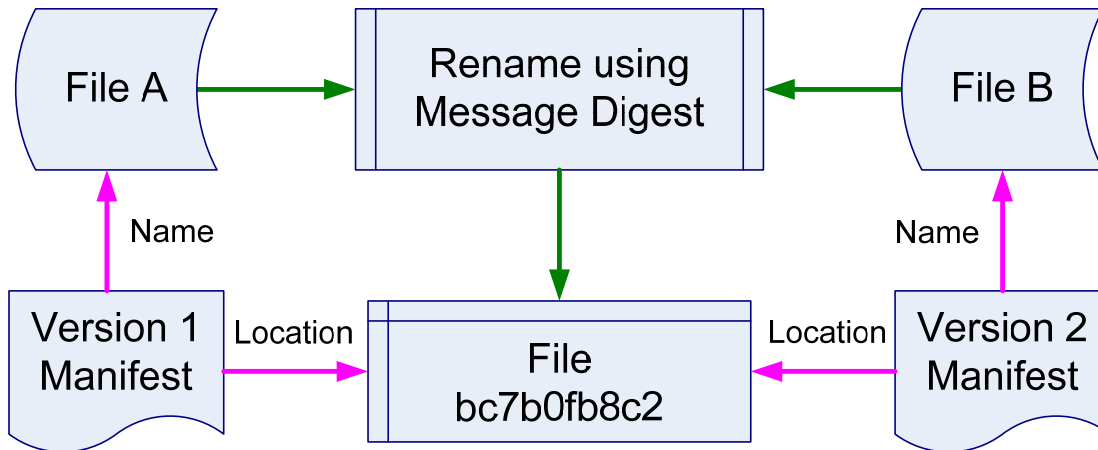 File A
Rename using
Message Digest
File B
Name
Name
Version 1
Manifest
Location
File
bc7b0fb8c2
Location
Version 2
Manifest